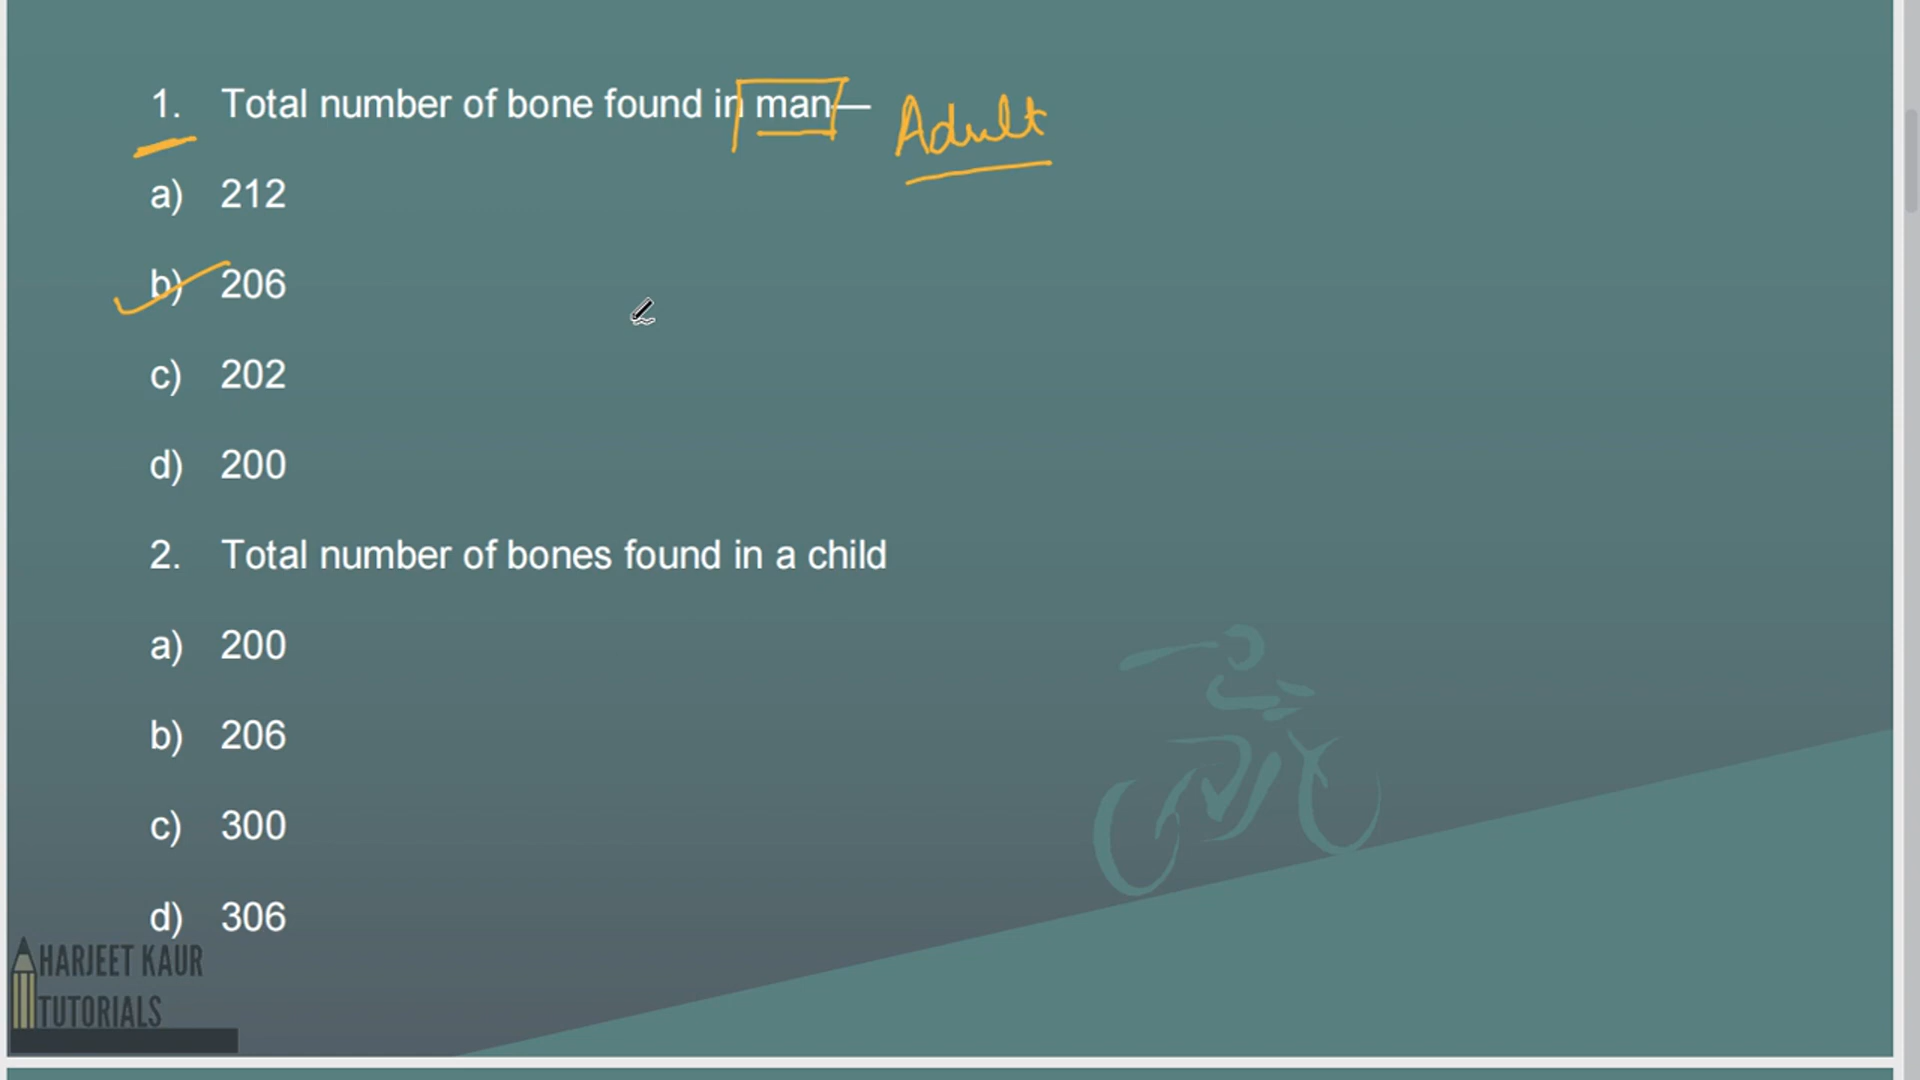 1. Total number of bone found in man— Adult
a) 212
b) 206
c) 202
d) 200
2. Total number of bones found in a child
a) 200
b) 206
c) 300
d) 306
HARJEET KAUR
TUTORIALS